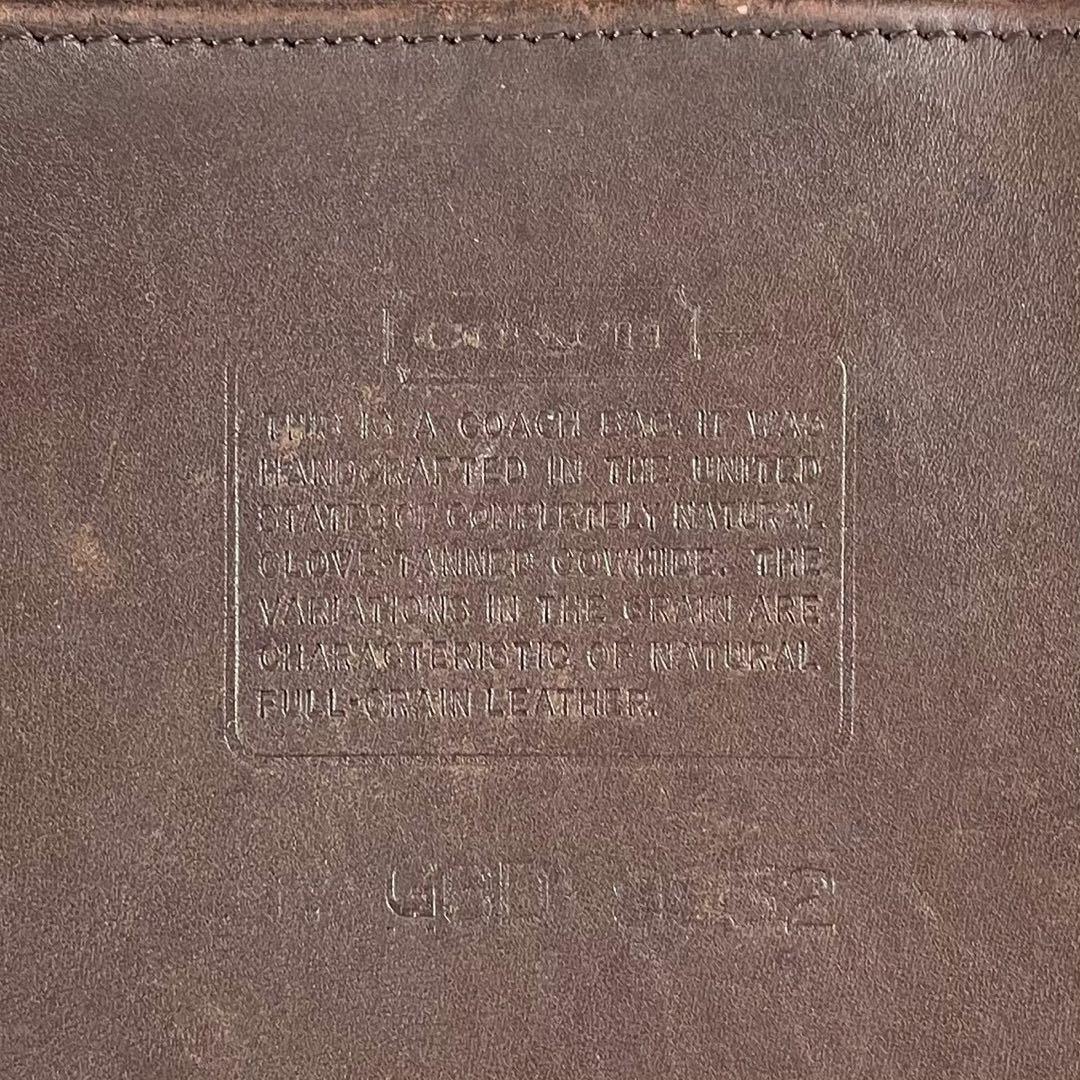 COACH
THIS IS A COACH BAG. IT WAS
HANDCRAFTED IN THE UNITED
STATES OF COMPLETELY NATURAL
GLOVE-TANNED COWHIDE. THE
VARIATIONS IN THE GRAIN ARE
CHARACTERISTIC OF NATURAL
FULL-GRAIN LEATHER.